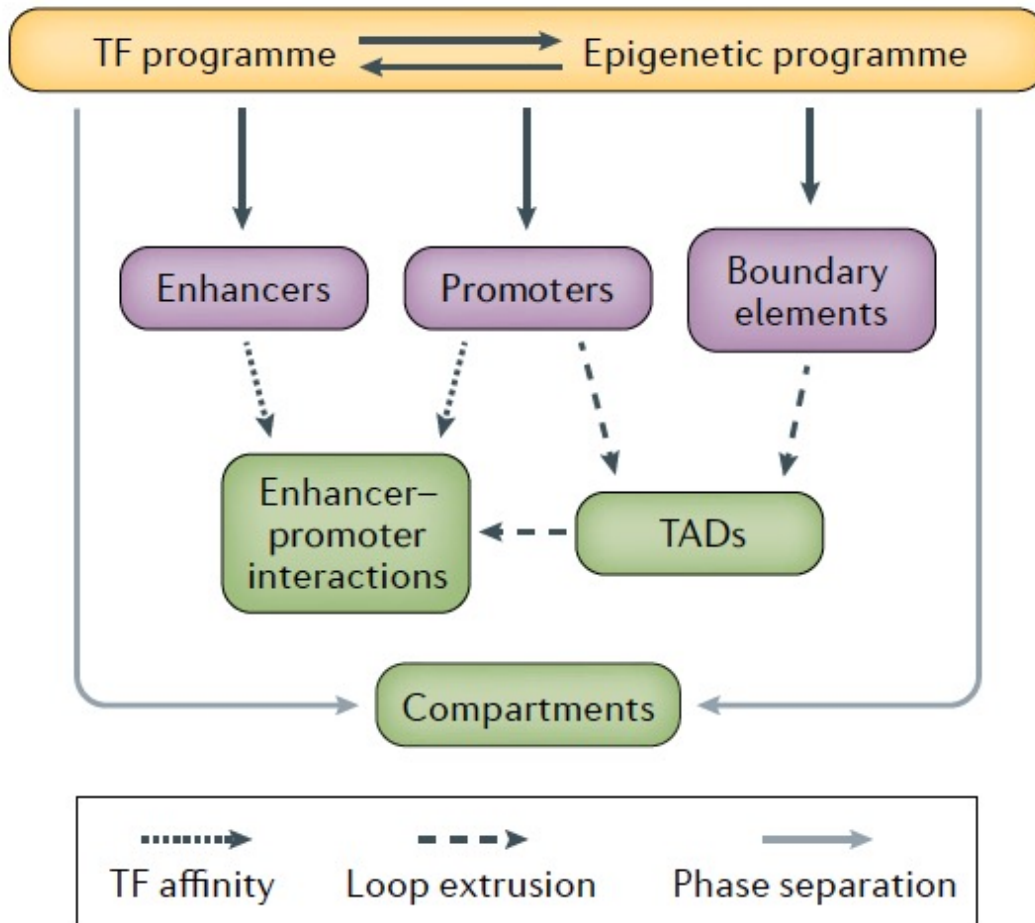 TF programme
Epigenetic programme
Enhancers
Promoters
Boundary
elements
Enhancer–
promoter
interactions
TADs
Compartments
TF affinity
Loop extrusion
Phase separation